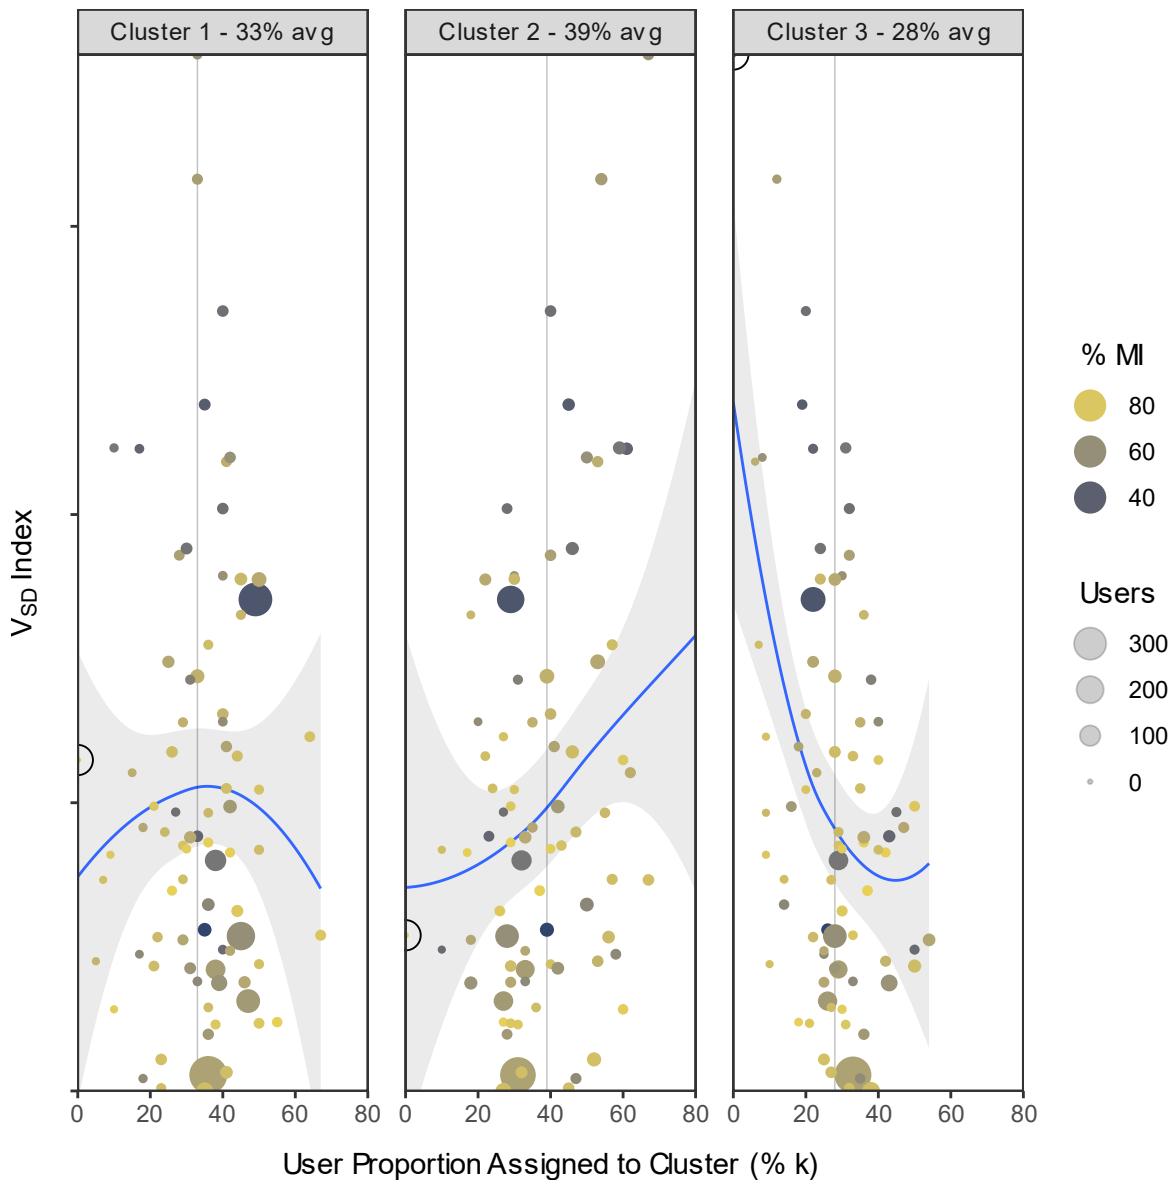 Cluster 1 - 33% avg
Cluster 2 - 39% avg
Cluster 3 - 28% avg
VSD Index
% MI
80
60
40
Users
300
200
100
0
0 20 40 60 80
0 20 40 60 80
0 20 40 60 80
User Proportion Assigned to Cluster (% k)